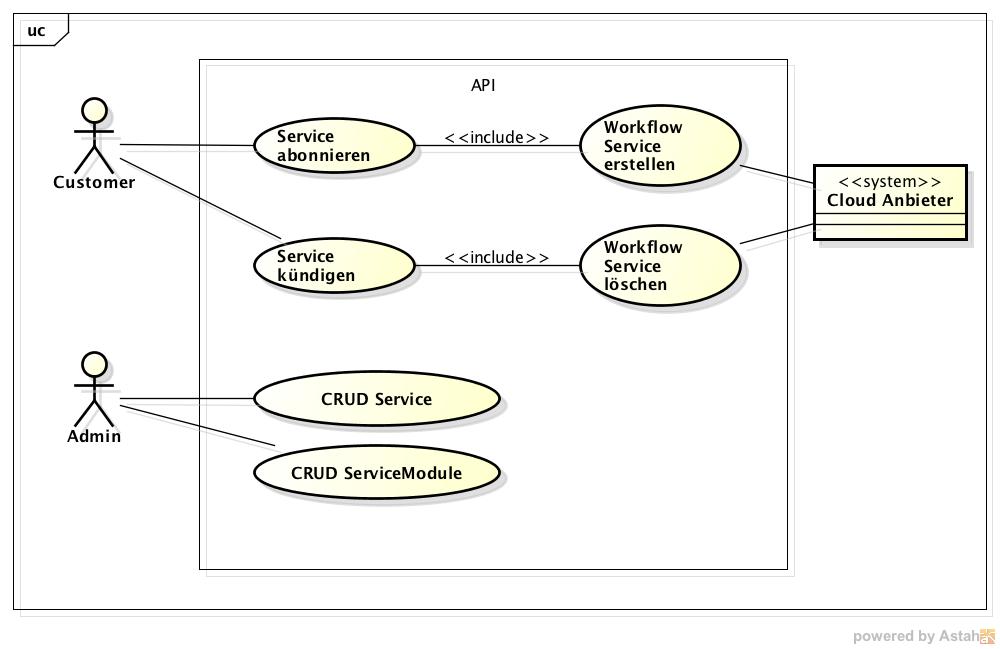 uc
API
Customer
Service
abonnieren
<<include>>
Workflow
Service
erstellen
<<system>>
Cloud Anbieter
Service
kündigen
<<include>>
Workflow
Service
löschen
Admin
CRUD Service
CRUD ServiceModule
powered by Astah